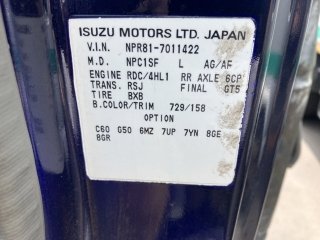 ISUZU MOTORS LTD. JAPAN
V.I.N. NPR81-7011422
M.D. NPC1SF L AG/AF
ENGINE RDC/4HL1 RR AXLE 6CP
TRANS. RSJ FINAL GT5
TIRE BXB
B.COLOR/TRIM 729/158
OPTION
C60 G50 6MZ 7UP 7YN 8GE
8GR